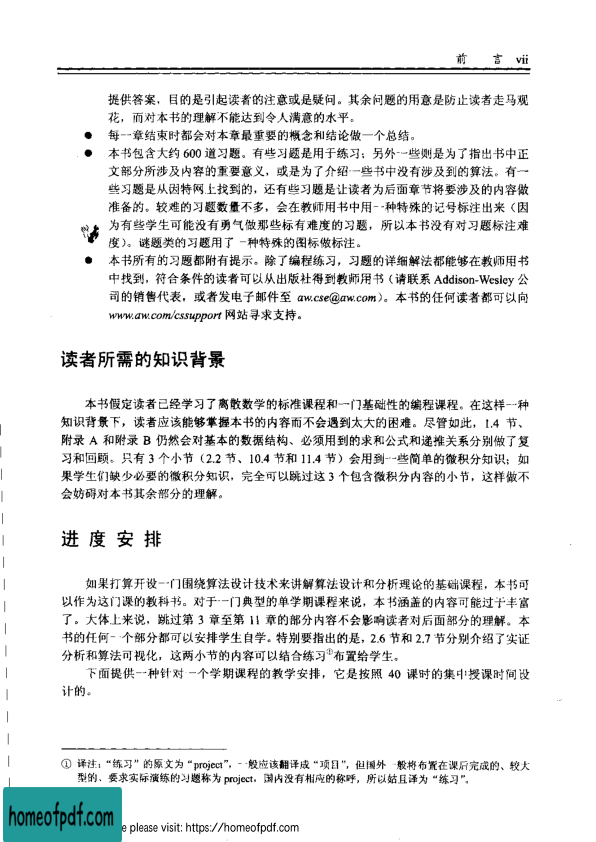 前 言 vii
提供答案，目的是引起读者的注意或是疑问。其余问题的用意是防止读者走马观
花，而对本书的理解不能达到令人满意的水平。
● 每一章结束时都会对本章最重要的概念和结论做一个总结。
● 本书包含大约 600 道习题。有些习题是用于练习；另外一些则是为了指出书中正
文部分所涉及内容的重要意义，或是为了介绍一些书中没有涉及到的算法。有一
些习题是从因特网上找到的，还有些习题是让读者为后面章节将要涉及的内容做
准备的。较难的习题数量不多，会在教师用书中用一种特殊的记号标注出来（因
为有些学生可能没有勇气做那些标有难度的习题，所以本书没有对习题标注难
度）。谜题类的习题用了一种特殊的图标做标注。
● 本书所有的习题都附有提示。除了编程练习，习题的详细解法都能够在教师用书
中找到，符合条件的读者可以从出版社得到教师用书（请联系 Addison-Wesley 公
司的销售代表，或者发电子邮件至 aw.cse@aw.com）。本书的任何读者都可以向
www.aw.com/cssupport 网站寻求支持。
读者所需的知识背景
本书假定读者已经学习了离散数学的标准课程和一门基础性的编程课程。在这样一种
知识背景下，读者应该能够掌握本书的内容而不会遇到太大的困难。尽管如此，1.4 节、
附录 A 和附录 B 仍然会对基本的数据结构、必须用到的求和公式和递推关系分别做了复
习和回顾。只有 3 个小节（2.2 节、10.4 节和 11.4 节）会用到一些简单的微积分知识；如
果学生们缺少必要的微积分知识，完全可以跳过这 3 个包含微积分内容的小节，这样做不
会妨碍对本书其余部分的理解。
进 度 安 排
如果打算开设一门围绕算法设计技术来讲解算法设计和分析理论的基础课程，本书可
以作为这门课的教科书。对于一门典型的单学期课程来说，本书涵盖的内容可能过于丰富
了。大体上来说，跳过第 3 章至第 11 章的部分内容不会影响读者对后面部分的理解。本
书的任何一个部分都可以安排学生自学。特别要指出的是，2.6 节和 2.7 节分别介绍了实证
分析和算法可视化，这两小节的内容可以结合练习①布置给学生。
下面提供一种针对一个学期课程的教学安排，它是按照 40 课时的集中授课时间设
计的。
① 译注：“练习”的原文为“project”，一般应该翻译成“项目”，但国外一般将布置在课后完成的、较大
型的、要求实际演练的习题称为 project，国内没有相应的称呼，所以姑且译为“练习”。
homeofpdf.com
e please visit: https://homeofpdf.com